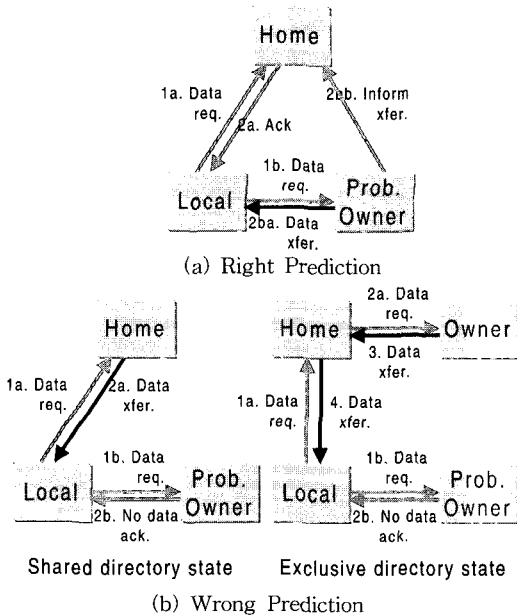 Home
1a. Data
req.
2a. Ack
2bb. Inform
xfer.
1b. Data
req.
Local
Prob.
Owner
2ba. Data
xfer.
(a) Right Prediction
Home
1a. Data
req.
2a. Data
xfer.
1b. Data
req.
Local
Prob.
Owner
2b. No data
ack.
Shared directory state
2a. Data
req.
Home
Owner
3. Data
xfer.
1a. Data
req.
4. Data
xfer.
1b. Data
req.
Local
Prob.
Owner
2b. No data
ack.
Exclusive directory state
(b) Wrong Prediction